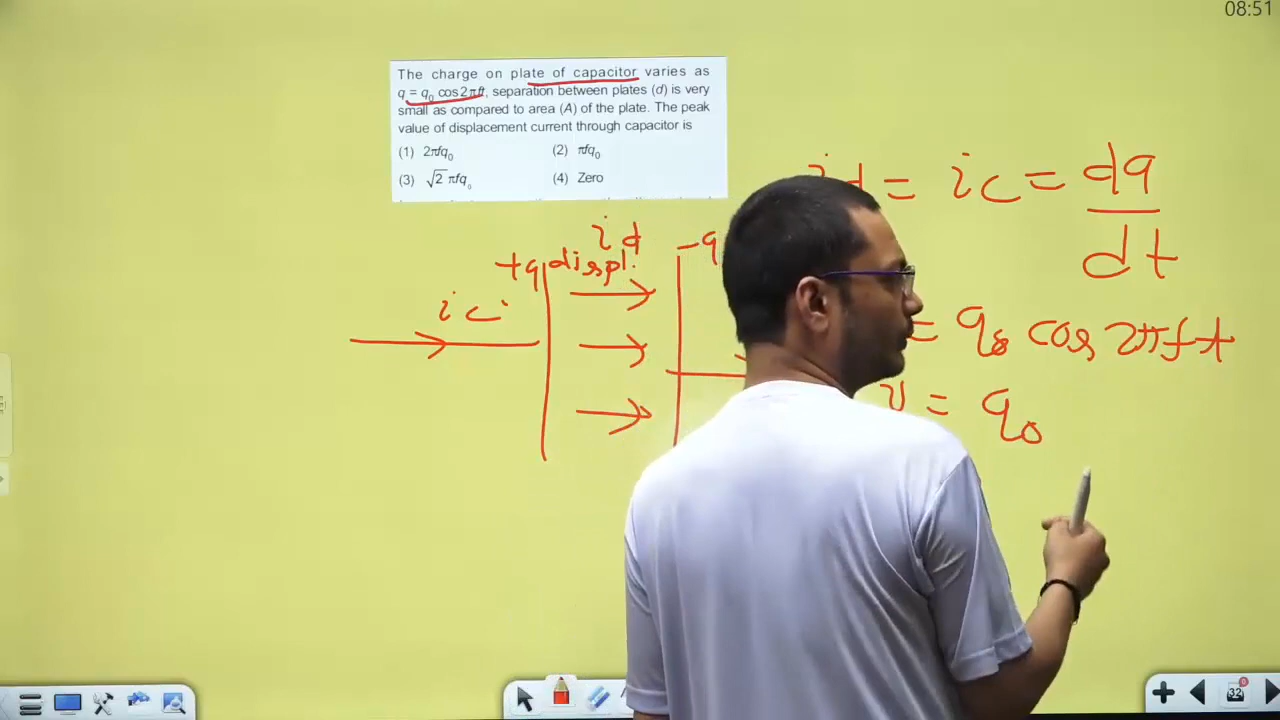 08:51
The charge on plate of capacitor varies as
q = q₀ cos2πft, separation between plates (d) is very
small as compared to area (A) of the plate. The peak
value of displacement current through capacitor is
(1) 2πfq₀ (2) πfq₀
(3) √2 πfq₀ (4) Zero
id = ic = dq/dt
id
+q displ. -q
ic
= q₀ cos 2πft
= q₀
32